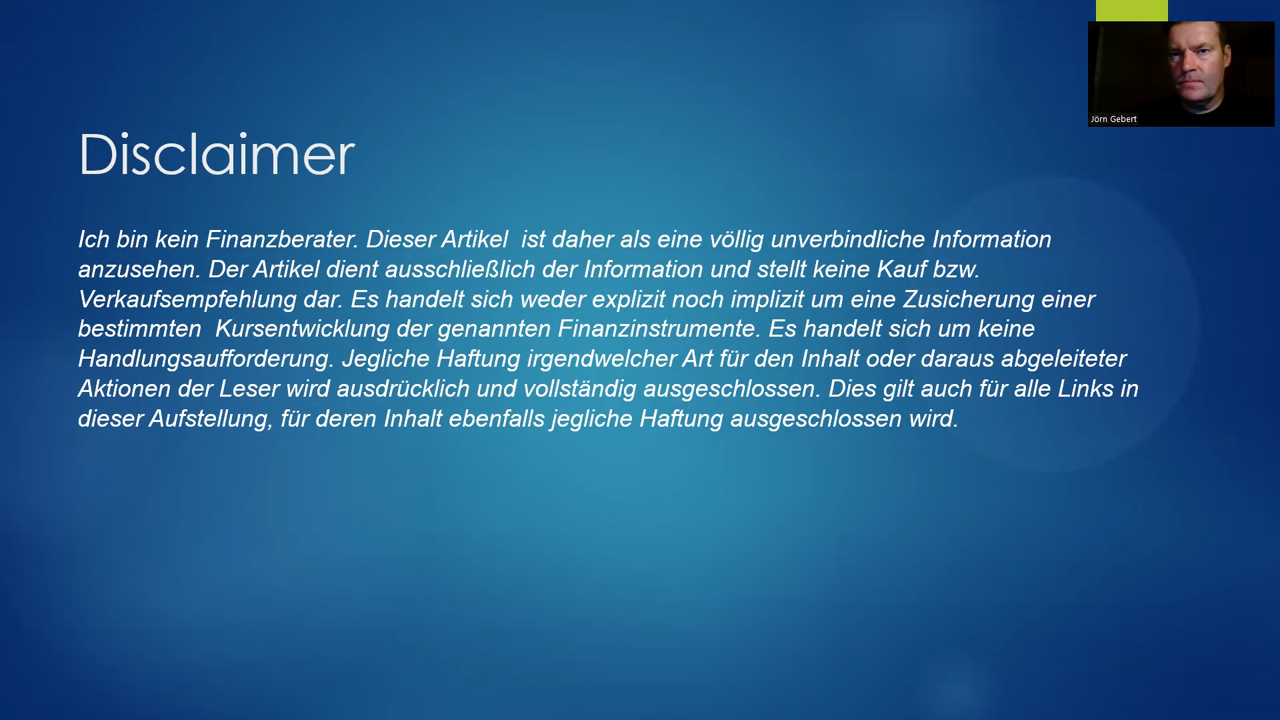 Jörn Gebert
Disclaimer
Ich bin kein Finanzberater. Dieser Artikel  ist daher als eine völlig unverbindliche Information
anzusehen. Der Artikel dient ausschließlich der Information und stellt keine Kauf bzw.
Verkaufsempfehlung dar. Es handelt sich weder explizit noch implizit um eine Zusicherung einer
bestimmten  Kursentwicklung der genannten Finanzinstrumente. Es handelt sich um keine
Handlungsaufforderung. Jegliche Haftung irgendwelcher Art für den Inhalt oder daraus abgeleiteter
Aktionen der Leser wird ausdrücklich und vollständig ausgeschlossen. Dies gilt auch für alle Links in
dieser Aufstellung, für deren Inhalt ebenfalls jegliche Haftung ausgeschlossen wird.